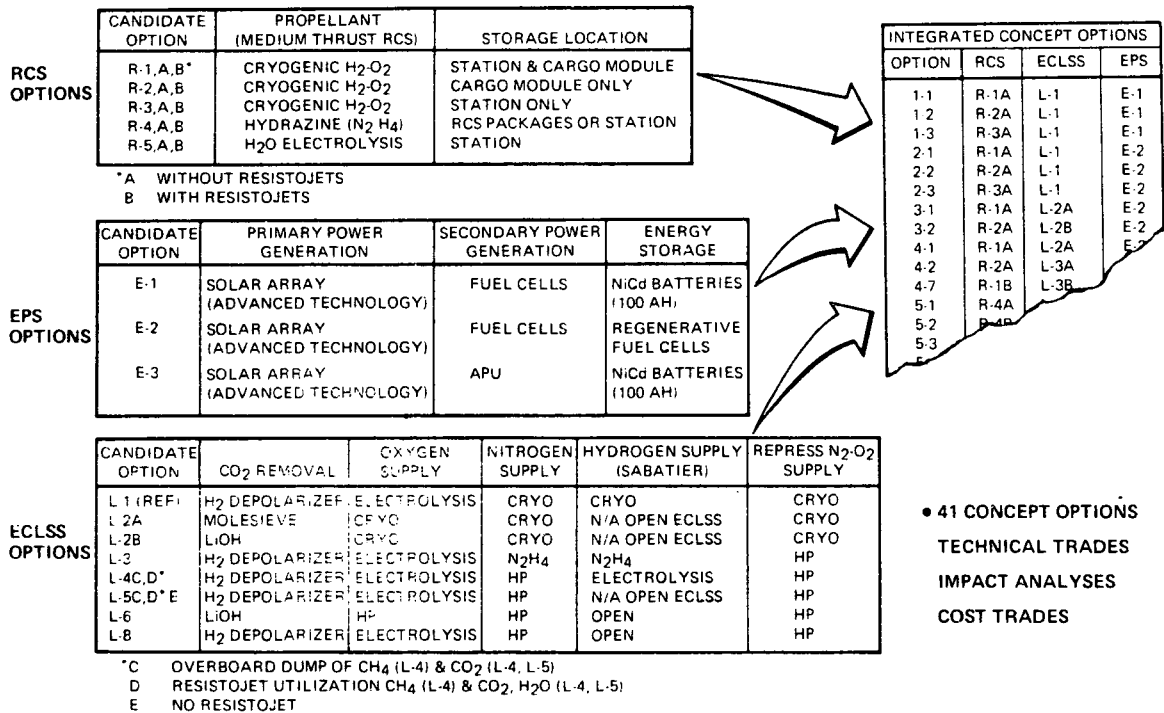 RCS OPTIONS
CANDIDATE OPTION | PROPELLANT (MEDIUM THRUST RCS) | STORAGE LOCATION
R-1,A,B* | CRYOGENIC H2-O2 | STATION & CARGO MODULE
R-2,A,B | CRYOGENIC H2-O2 | CARGO MODULE ONLY
R-3,A,B | CRYOGENIC H2-O2 | STATION ONLY
R-4,A,B | HYDRAZINE (N2 H4) | RCS PACKAGES OR STATION
R-5,A,B | H2O ELECTROLYSIS | STATION
*A WITHOUT RESISTOJETS
B WITH RESISTOJETS
EPS OPTIONS
CANDIDATE OPTION | PRIMARY POWER GENERATION | SECONDARY POWER GENERATION | ENERGY STORAGE
E-1 | SOLAR ARRAY (ADVANCED TECHNOLOGY) | FUEL CELLS | NiCd BATTERIES (100 AH)
E-2 | SOLAR ARRAY (ADVANCED TECHNOLOGY) | FUEL CELLS | REGENERATIVE FUEL CELLS
E-3 | SOLAR ARRAY (ADVANCED TECHNOLOGY) | APU | NiCd BATTERIES (100 AH)
ECLSS OPTIONS
CANDIDATE OPTION | CO2 REMOVAL | OXYGEN SUPPLY | NITROGEN SUPPLY | HYDROGEN SUPPLY (SABATIER) | REPRESS N2-O2 SUPPLY
L-1 (REF) | H2 DEPOLARIZER | ELECTROLYSIS | CRYO | CRYO | CRYO
L-2A | MOLESIEVE | CRYO | CRYO | N/A OPEN ECLSS | CRYO
L-2B | LiOH | CRYO | CRYO | N/A OPEN ECLSS | CRYO
L-3 | H2 DEPOLARIZER | ELECTROLYSIS | N2H4 | N2H4 | HP
L-4C,D* | H2 DEPOLARIZER | ELECTROLYSIS | HP | ELECTROLYSIS | HP
L-5C,D* E | H2 DEPOLARIZER | ELECTROLYSIS | HP | N/A OPEN ECLSS | HP
L-6 | LiOH | HP | HP | OPEN | HP
L-8 | H2 DEPOLARIZER | ELECTROLYSIS | HP | OPEN | HP
*C OVERBOARD DUMP OF CH4 (L-4) & CO2 (L-4, L-5)
D RESISTOJET UTILIZATION CH4 (L-4) & CO2, H2O (L-4, L-5)
E NO RESISTOJET
INTEGRATED CONCEPT OPTIONS
OPTION | RCS | ECLSS | EPS
1-1 | R-1A | L-1 | E-1
1-2 | R-2A | L-1 | E-1
1-3 | R-3A | L-1 | E-1
2-1 | R-1A | L-1 | E-2
2-2 | R-2A | L-1 | E-2
2-3 | R-3A | L-1 | E-2
3-1 | R-1A | L-2A | E-2
3-2 | R-2A | L-2B | E-2
4-1 | R-1A | L-2A | E-2
4-2 | R-2A | L-3A
4-7 | R-1B | L-3B
5-1 | R-4A
5-2 | R-4B
5-3
• 41 CONCEPT OPTIONS
TECHNICAL TRADES
IMPACT ANALYSES
COST TRADES